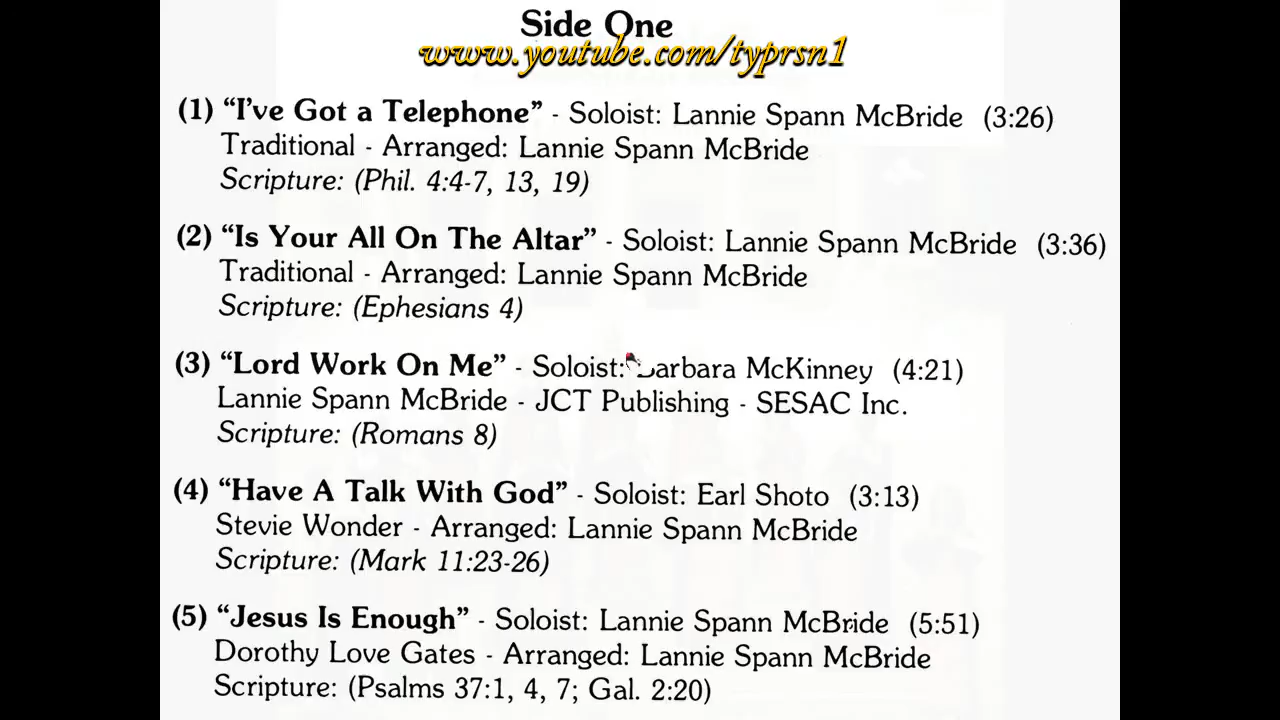 Side One
www.youtube.com/typrsn1
(1) “I’ve Got a Telephone” - Soloist: Lannie Spann McBride (3:26)
Traditional - Arranged: Lannie Spann McBride
Scripture: (Phil. 4:4-7, 13, 19)
(2) “Is Your All On The Altar” - Soloist: Lannie Spann McBride (3:36)
Traditional - Arranged: Lannie Spann McBride
Scripture: (Ephesians 4)
(3) “Lord Work On Me” - Soloist: Barbara McKinney (4:21)
Lannie Spann McBride - JCT Publishing - SESAC Inc.
Scripture: (Romans 8)
(4) “Have A Talk With God” - Soloist: Earl Shoto (3:13)
Stevie Wonder - Arranged: Lannie Spann McBride
Scripture: (Mark 11:23-26)
(5) “Jesus Is Enough” - Soloist: Lannie Spann McBride (5:51)
Dorothy Love Gates - Arranged: Lannie Spann McBride
Scripture: (Psalms 37:1, 4, 7; Gal. 2:20)